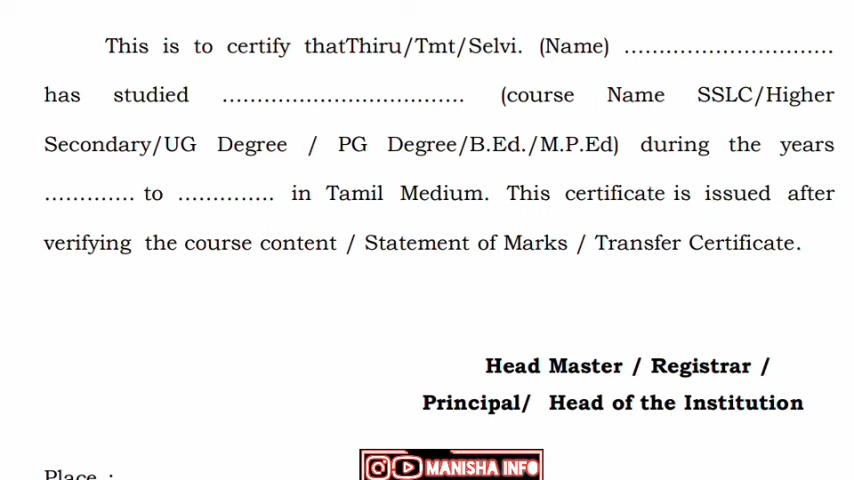 This is to certify thatThiru/Tmt/Selvi. (Name) ..............................
has studied ................................... (course Name SSLC/Higher
Secondary/UG Degree / PG Degree/B.Ed./M.P.Ed) during the years
............. to .............. in Tamil Medium. This certificate is issued after
verifying the course content / Statement of Marks / Transfer Certificate.
Head Master / Registrar /
Principal/ Head of the Institution
Place :
MANISHA INFO